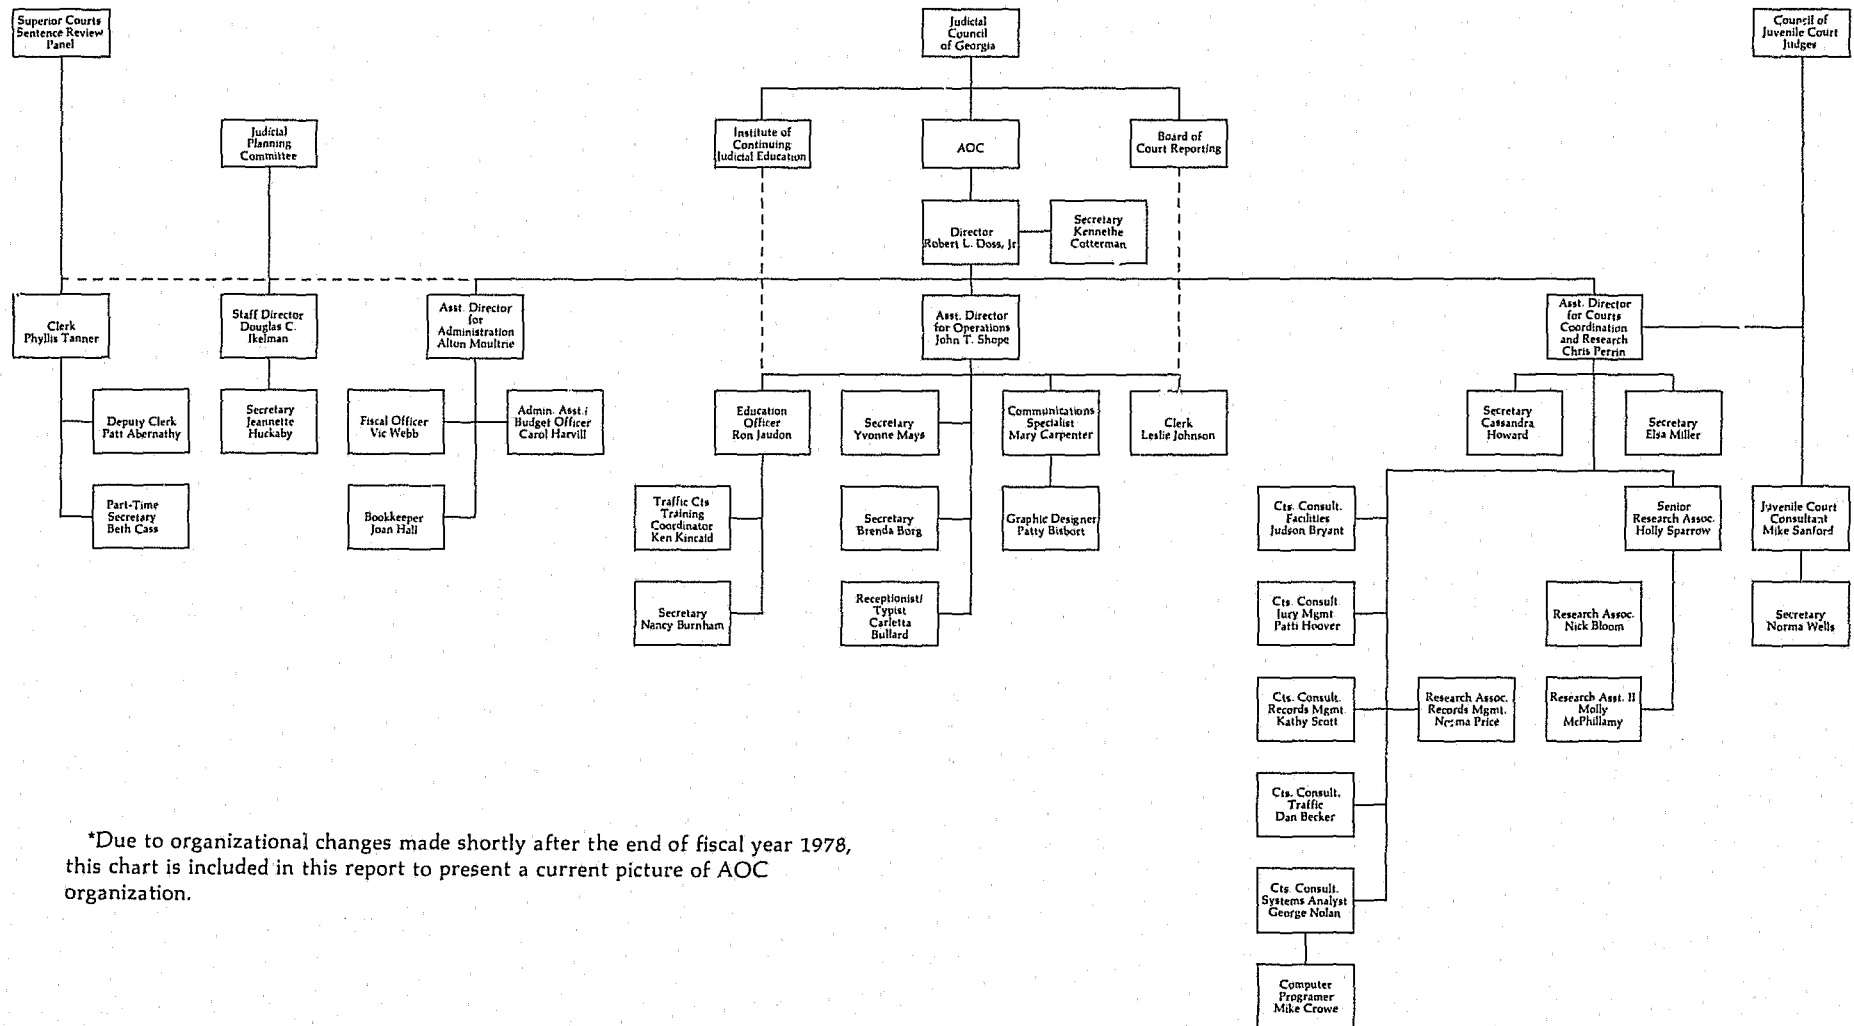 Superior Courts
Sentence Review
Panel
Judicial
Council
of Georgia
Council of
Juvenile Court
Judges
Judicial
Planning
Committee
Institute of
Continuing
Judicial Education
AOC
Board of
Court Reporting
Director
Robert L. Doss, Jr
Secretary
Kennethe
Cotterman
Clerk
Phyllis Tanner
Staff Director
Douglas C.
Ikelman
Asst. Director
for
Administration
Alton Moultrie
Asst. Director
for Operations
John T. Shope
Asst. Director
for Courts
Coordination
and Research
Chris Perrin
Deputy Clerk
Patt Abernathy
Secretary
Jeannette
Huckaby
Fiscal Officer
Vic Webb
Admin. Asst./
Budget Officer
Carol Harvill
Education
Officer
Ron Jaudon
Secretary
Yvonne Mays
Communications
Specialist
Mary Carpenter
Clerk
Leslie Johnson
Secretary
Cassandra
Howard
Secretary
Elsa Miller
Part-Time
Secretary
Beth Cass
Bookkeeper
Joan Hall
Traffic Cts
Training
Coordinator
Ken Kincaid
Secretary
Brenda Borg
Graphic Designer
Patty Bisbort
Cts. Consult.
Facilities
Judson Bryant
Senior
Research Assoc.
Holly Sparrow
Juvenile Court
Consultant
Mike Sanford
Secretary
Nancy Burnham
Receptionist/
Typist
Carletta
Bullard
Cts. Consult.
Jury Mgmt
Patti Hoover
Research Assoc.
Nick Bloom
Secretary
Norma Wells
Cts. Consult.
Records Mgmt.
Kathy Scott
Research Assoc.
Records Mgmt.
Norma Price
Research Asst. II
Molly
McPhillamy
Cts. Consult.
Traffic
Dan Becker
*Due to organizational changes made shortly after the end of fiscal year 1978,
this chart is included in this report to present a current picture of AOC
organization.
Cts. Consult.
Systems Analyst
George Nolan
Computer
Programer
Mike Crowe